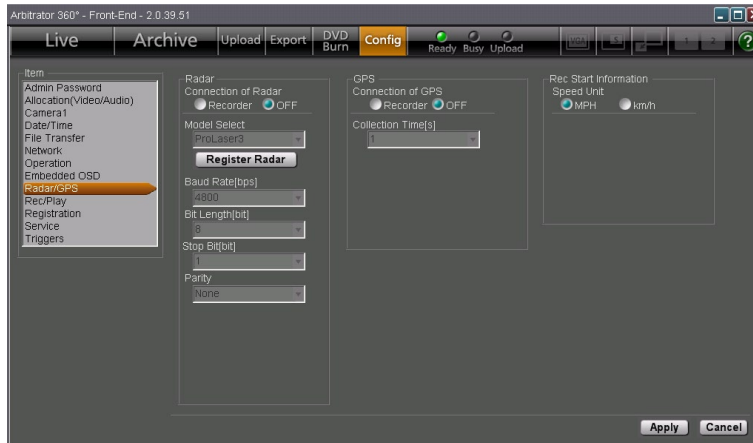 Arbitrator 360° - Front-End - 2.0.39.51
Live Archive Upload Export DVD Burn Config Ready Busy Upload 1 2 ?
Item
Admin Password
Allocation(Video/Audio)
Camera1
Date/Time
File Transfer
Network
Operation
Embedded OSD
Radar/GPS
Rec/Play
Registration
Service
Triggers
Radar
Connection of Radar
Recorder OFF
Model Select
ProLaser3
Register Radar
Baud Rate[bps]
4800
Bit Length[bit]
8
Stop Bit[bit]
1
Parity
None
GPS
Connection of GPS
Recorder OFF
Collection Time[s]
1
Rec Start Information
Speed Unit
MPH km/h
Apply Cancel